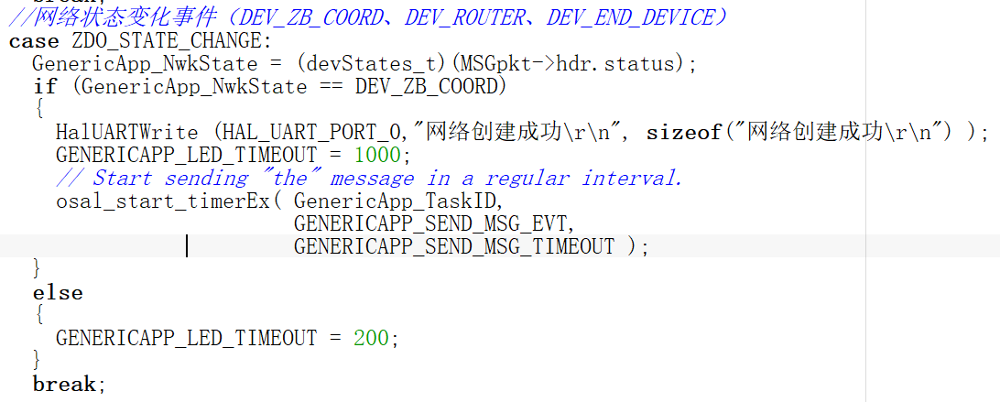 break;
//网络状态变化事件（DEV_ZB_COORD、DEV_ROUTER、DEV_END_DEVICE）
case ZDO_STATE_CHANGE:
GenericApp_NwkState = (devStates_t)(MSGpkt->hdr.status);
if (GenericApp_NwkState == DEV_ZB_COORD)
{
HalUARTWrite (HAL_UART_PORT_0,"网络创建成功\r\n", sizeof("网络创建成功\r\n") );
GENERICAPP_LED_TIMEOUT = 1000;
// Start sending "the" message in a regular interval.
osal_start_timerEx( GenericApp_TaskID,
GENERICAPP_SEND_MSG_EVT,
GENERICAPP_SEND_MSG_TIMEOUT );
}
else
{
GENERICAPP_LED_TIMEOUT = 200;
}
break;